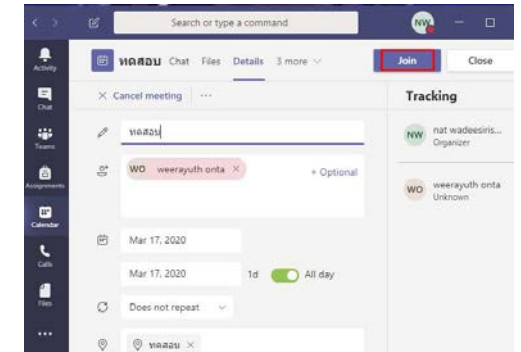 Search or type a command
NW
Activity
Chat
Teams
Assignments
Calendar
Calls
Files
ทดสอบ Chat Files Details 3 more
Join Close
Cancel meeting ...
Tracking
ทดสอบ
NW nat wadeesiris...
Organizer
WO weerayuth onta × + Optional
WO weerayuth onta
Unknown
Mar 17, 2020
Mar 17, 2020 1d All day
Does not repeat
ทดสอบ ×